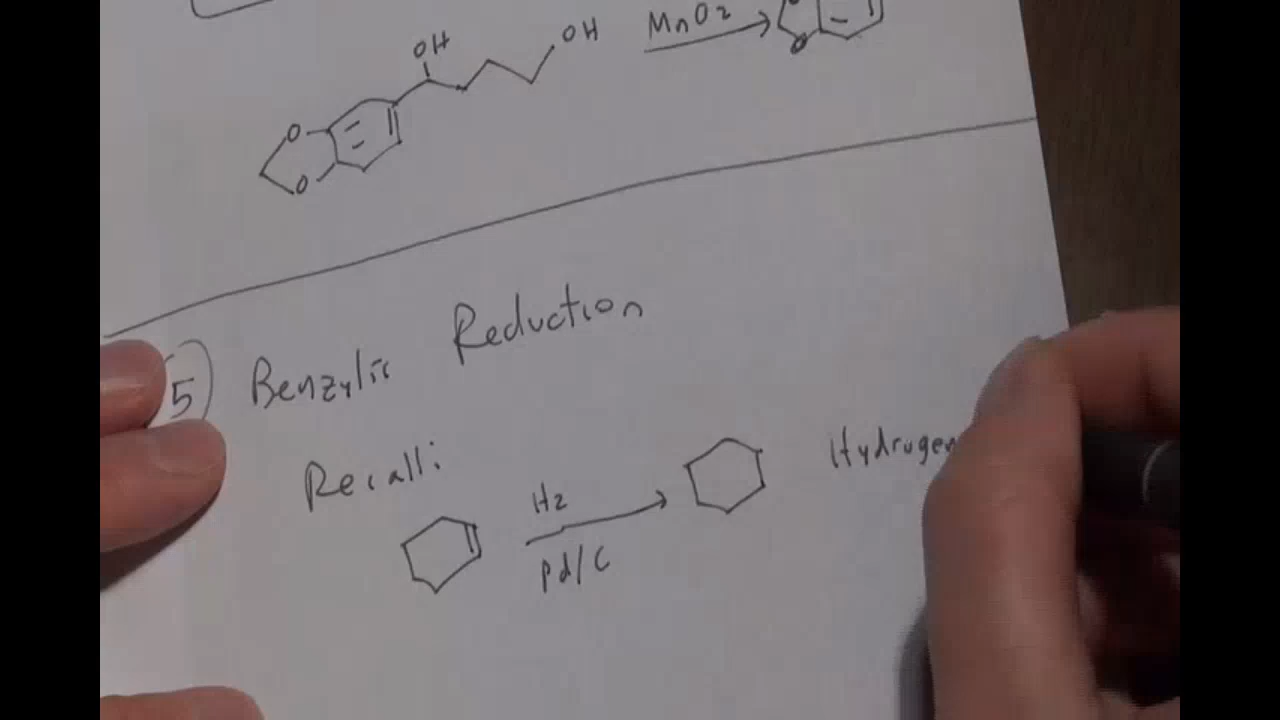 OH
OH
MnO2
O
O
O
5) Benzylic Reduction
Recall:
H2
Pd/C
Hydrogen